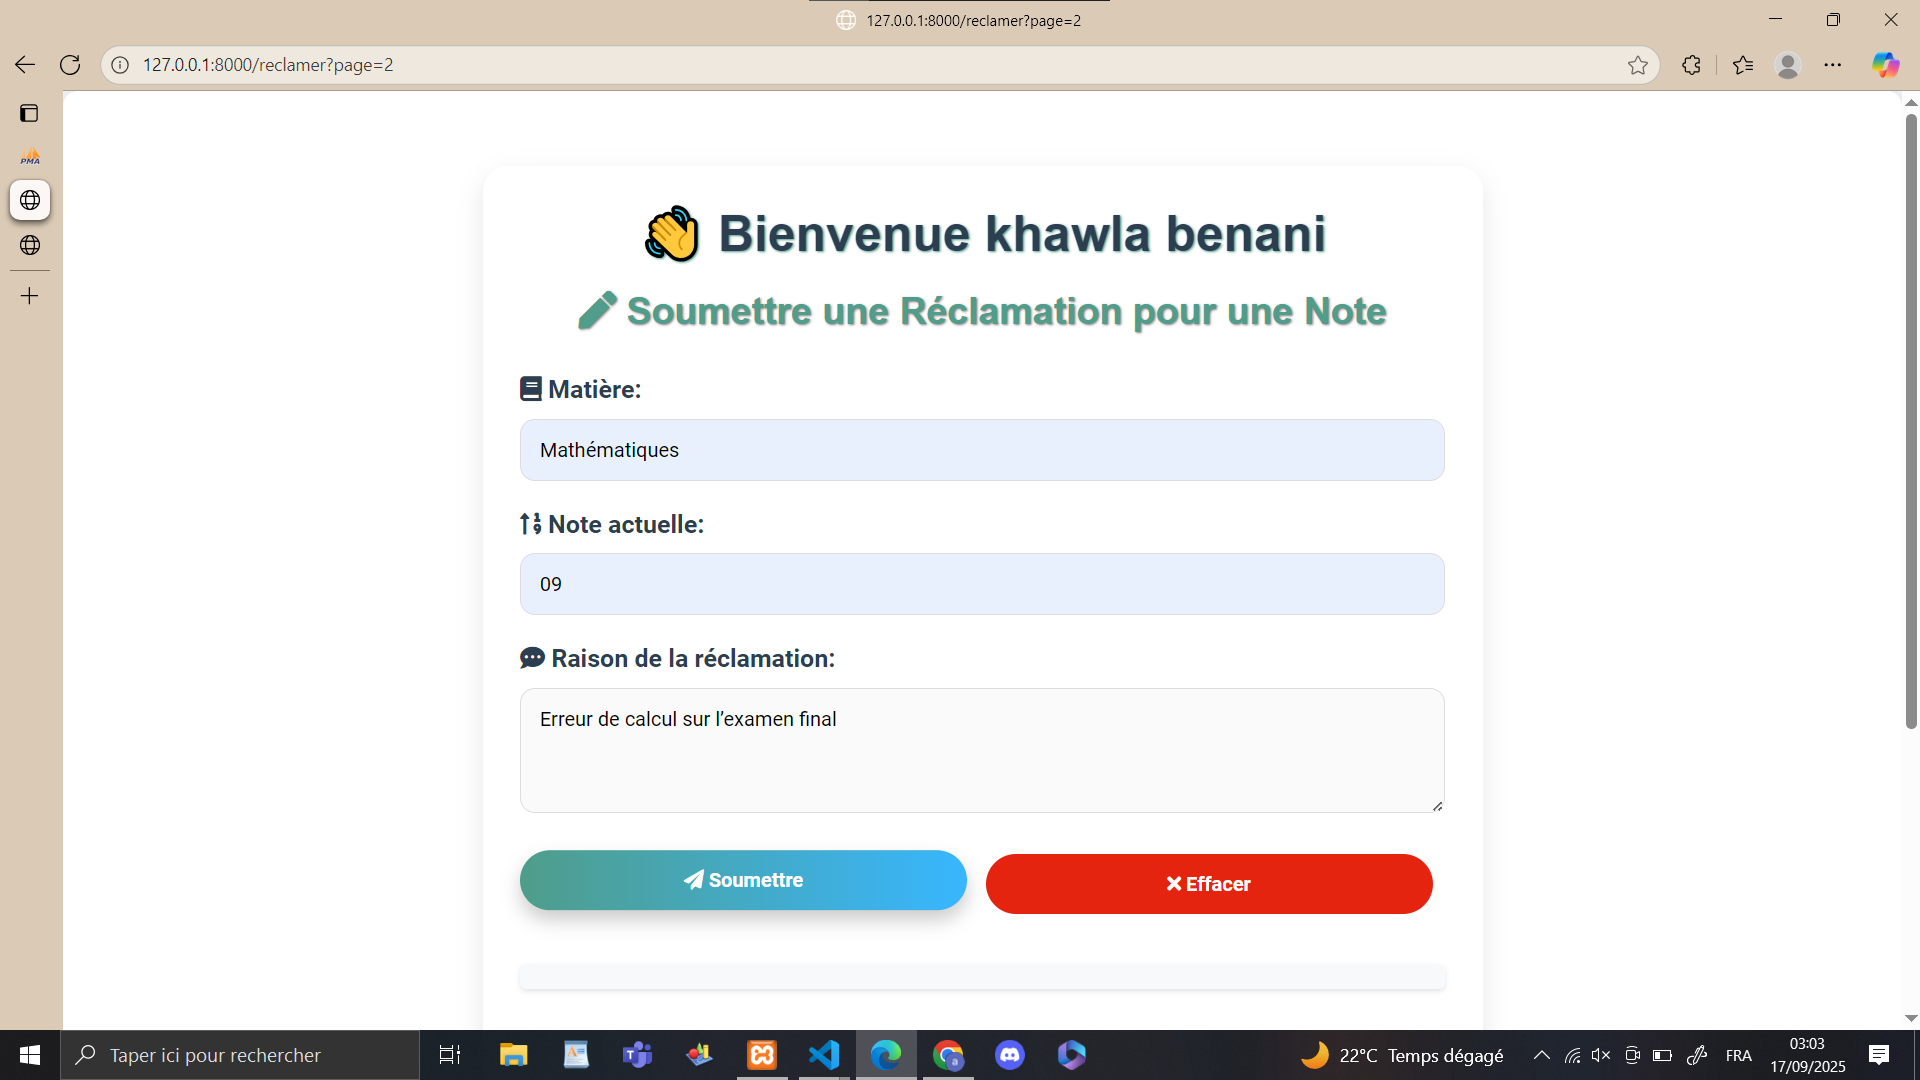 127.0.0.1:8000/reclamer?page=2
127.0.0.1:8000/reclamer?page=2
PMA
👋 Bienvenue khawla benani
Soumettre une Réclamation pour une Note
Matière:
Mathématiques
Note actuelle:
09
Raison de la réclamation:
Erreur de calcul sur l’examen final
Soumettre
Effacer
Taper ici pour rechercher
22°C Temps dégagé
FRA
03:03
17/09/2025